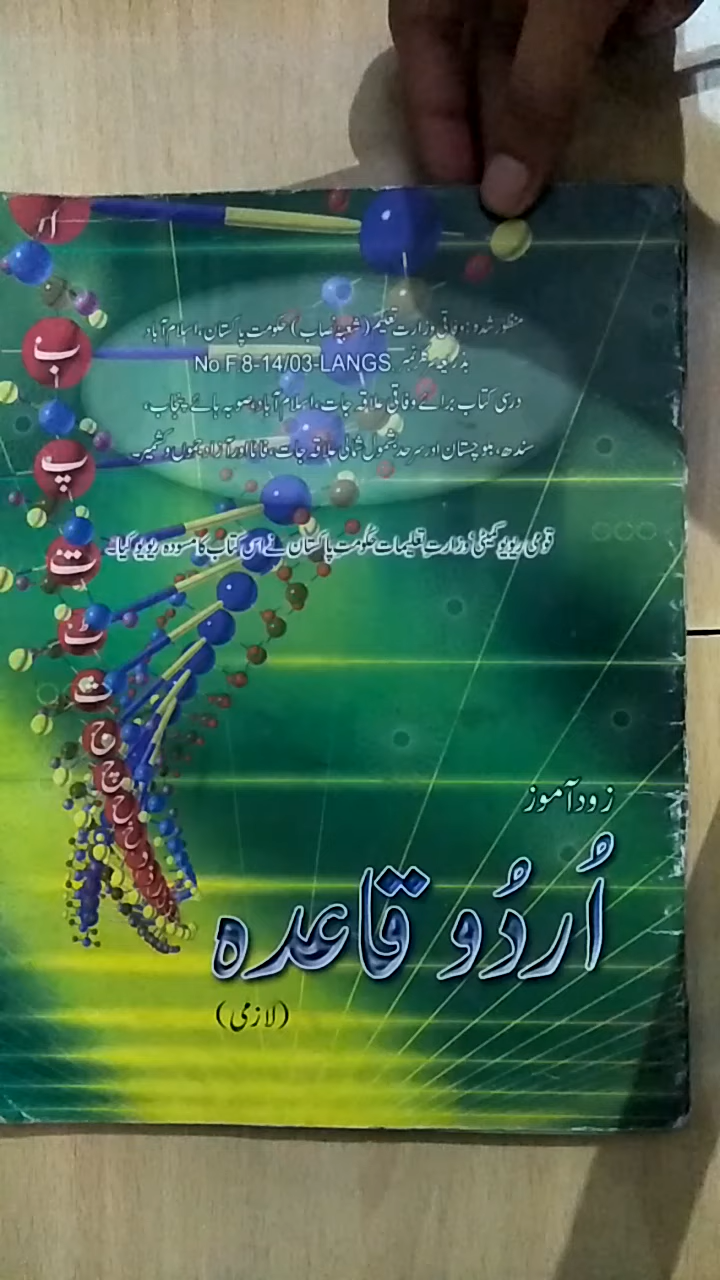 منظور شدہ: وفاقی وزارت تعلیم (شعبہ نصاب) حکومت پاکستان، اسلام آباد
بذریعہ لیٹر نمبر No F 8-14/03-LANGS
درسی کتاب برائے وفاقی علاقہ جات، اسلام آباد، صوبہ ہائے پنجاب،
سندھ، بلوچستان اور سرحد بشمول شمالی علاقہ جات، فاٹا اور آزاد جموں و کشمیر۔
قومی ریویو کمیٹی وزارتِ تعلیمات حکومتِ پاکستان نے اس کتاب کا مسودہ ریویو کیا۔
ب
پ
ت
ٹ
ث
ج
چ
ح
زود آموز
اُردُو قاعدہ
(لازمی)